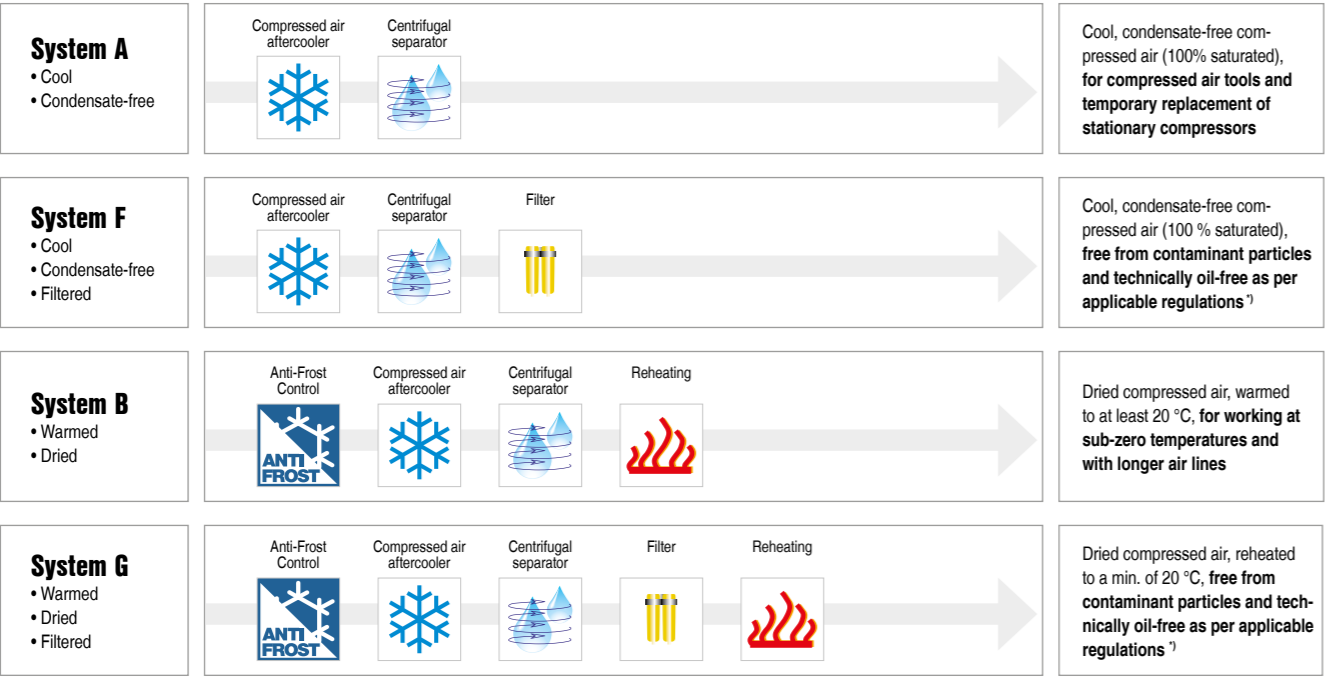 System A
• Cool
• Condensate-free
Compressed air
aftercooler
Centrifugal
separator
Cool, condensate-free com-
pressed air (100% saturated),
for compressed air tools and
temporary replacement of
stationary compressors
System F
• Cool
• Condensate-free
• Filtered
Compressed air
aftercooler
Centrifugal
separator
Filter
Cool, condensate-free com-
pressed air (100 % saturated),
free from contaminant particles
and technically oil-free as per
applicable regulations *)
System B
• Warmed
• Dried
Anti-Frost
Control
ANTI
FROST
Compressed air
aftercooler
Centrifugal
separator
Reheating
Dried compressed air, warmed
to at least 20 °C, for working at
sub-zero temperatures and
with longer air lines
System G
• Warmed
• Dried
• Filtered
Anti-Frost
Control
ANTI
FROST
Compressed air
aftercooler
Centrifugal
separator
Filter
Reheating
Dried compressed air, reheated
to a min. of 20 °C, free from
contaminant particles and tech-
nically oil-free as per applicable
regulations *)